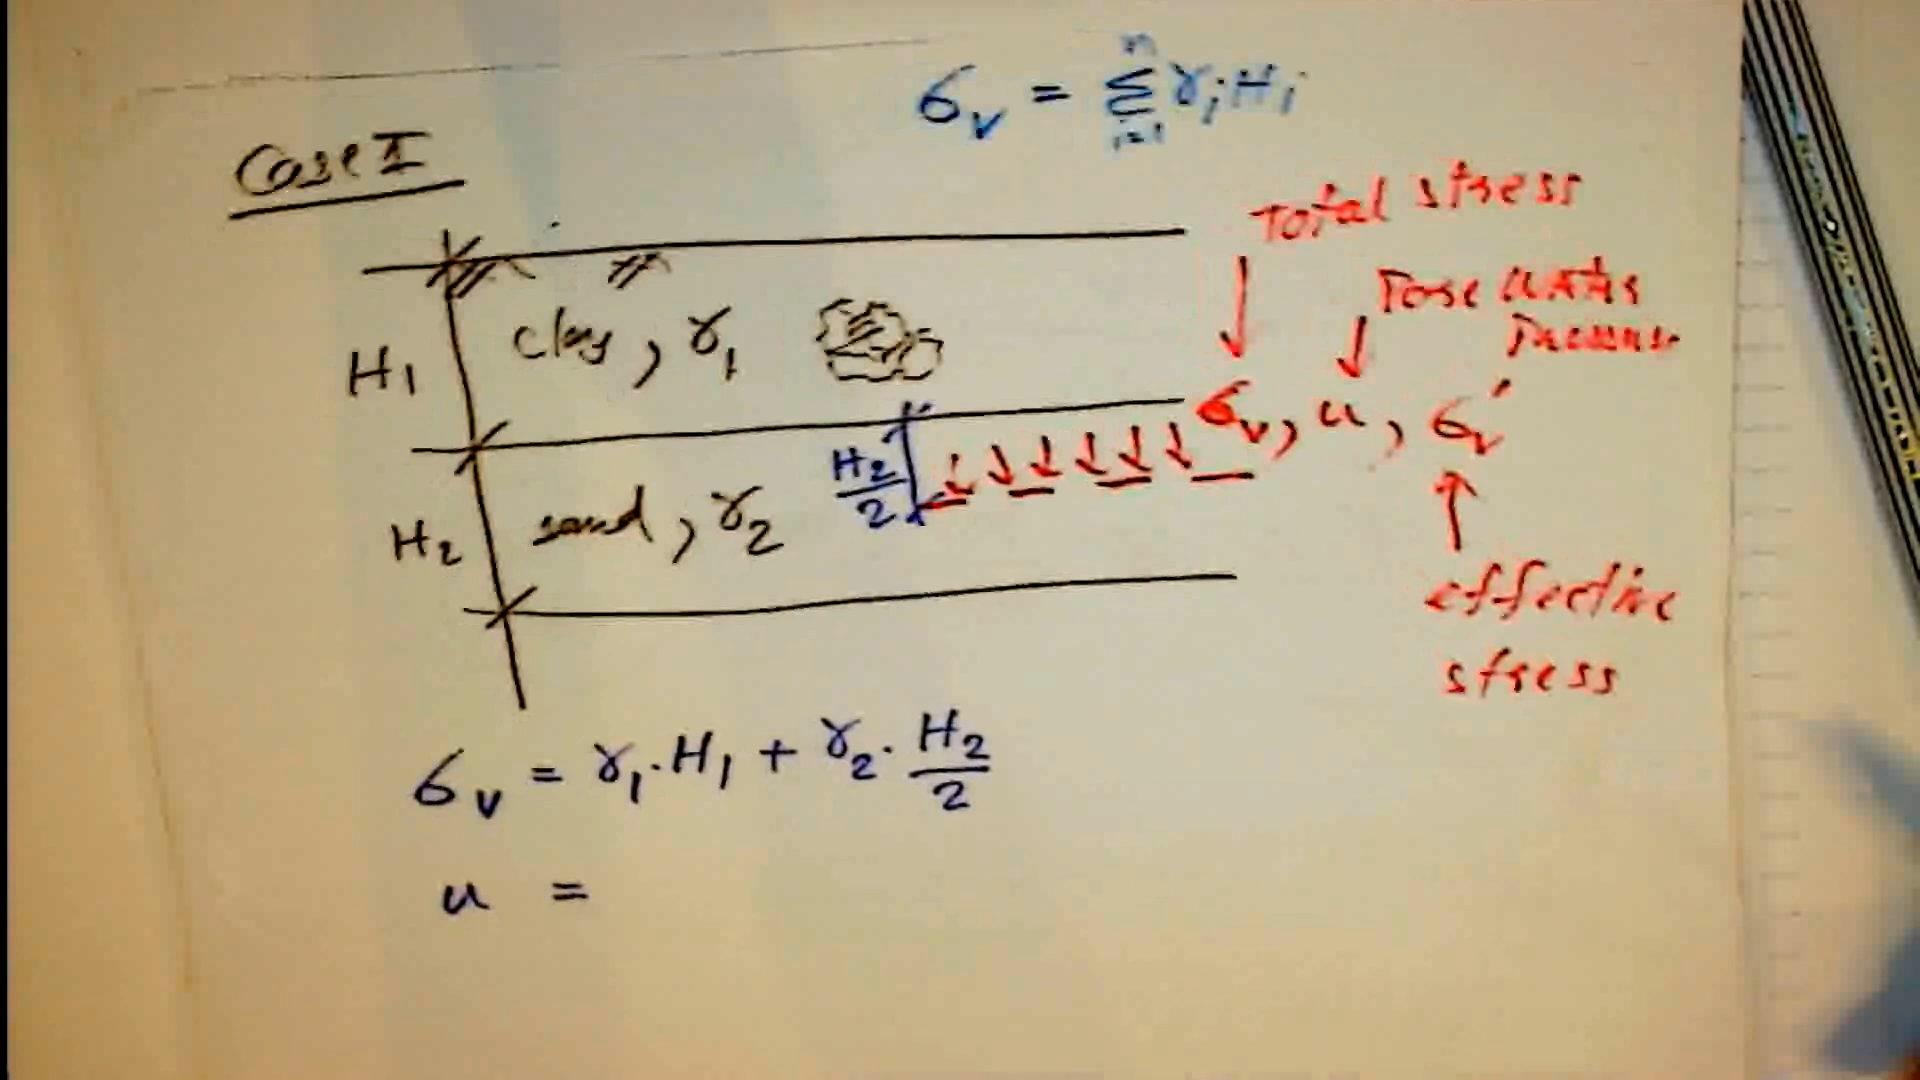 σv = Σ γi Hi
n
i=1
Case I
Total stress
Pore water
Pressure
H1
clay, γ1
σv, u, σv'
H2/2
H2
sand, γ2
effective
stress
σv = γ1. H1 + γ2. H2/2
u =